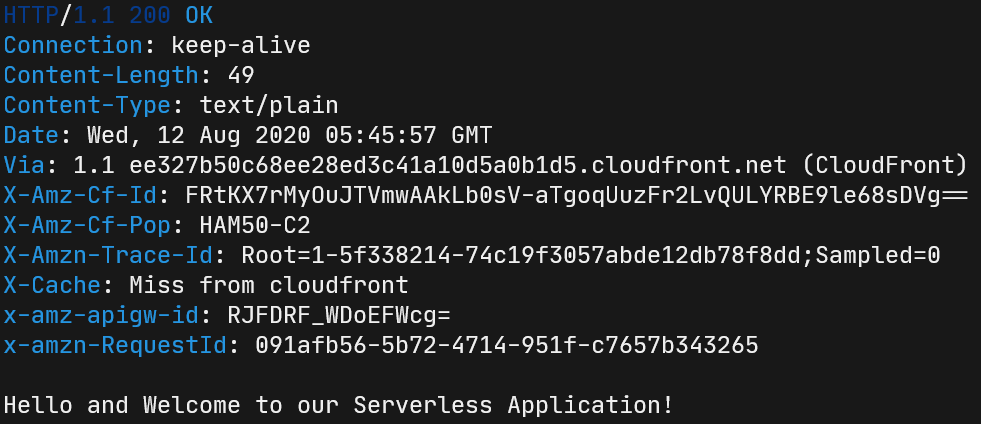 HTTP/1.1 200 OK
Connection: keep-alive
Content-Length: 49
Content-Type: text/plain
Date: Wed, 12 Aug 2020 05:45:57 GMT
Via: 1.1 ee327b50c68ee28ed3c41a10d5a0b1d5.cloudfront.net (CloudFront)
X-Amz-Cf-Id: FRtKX7rMyOuJTVmwAAkLb0sV-aTgoqUuzFr2LvQULYRBE9le68sDVg==
X-Amz-Cf-Pop: HAM50-C2
X-Amzn-Trace-Id: Root=1-5f338214-74c19f3057abde12db78f8dd;Sampled=0
X-Cache: Miss from cloudfront
x-amz-apigw-id: RJFDRF_WDoEFWcg=
x-amzn-RequestId: 091afb56-5b72-4714-951f-c7657b343265
Hello and Welcome to our Serverless Application!